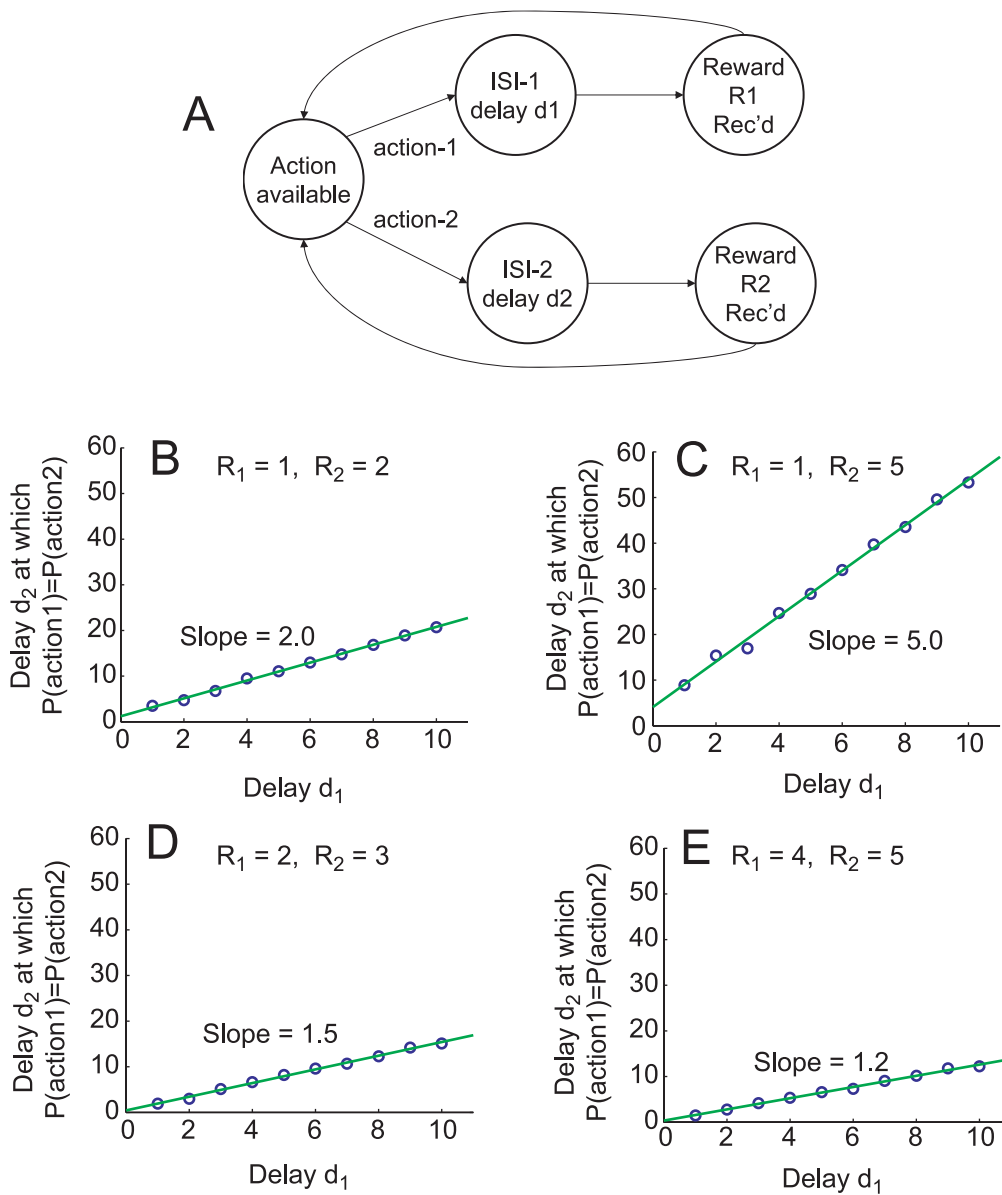 A
Action
available
action-1
action-2
ISI-1
delay d1
Reward
R1
Rec'd
ISI-2
delay d2
Reward
R2
Rec'd
B
R₁ = 1, R₂ = 2
Delay d₂ at which
P(action1)=P(action2)
60
50
40
30
20
10
0
Slope = 2.0
0 2 4 6 8 10
Delay d₁
C
R₁ = 1, R₂ = 5
Delay d₂ at which
P(action1)=P(action2)
60
50
40
30
20
10
0
Slope = 5.0
0 2 4 6 8 10
Delay d₁
D
R₁ = 2, R₂ = 3
Delay d₂ at which
P(action1)=P(action2)
60
50
40
30
20
10
0
Slope = 1.5
0 2 4 6 8 10
Delay d₁
E
R₁ = 4, R₂ = 5
Delay d₂ at which
P(action1)=P(action2)
60
50
40
30
20
10
0
Slope = 1.2
0 2 4 6 8 10
Delay d₁